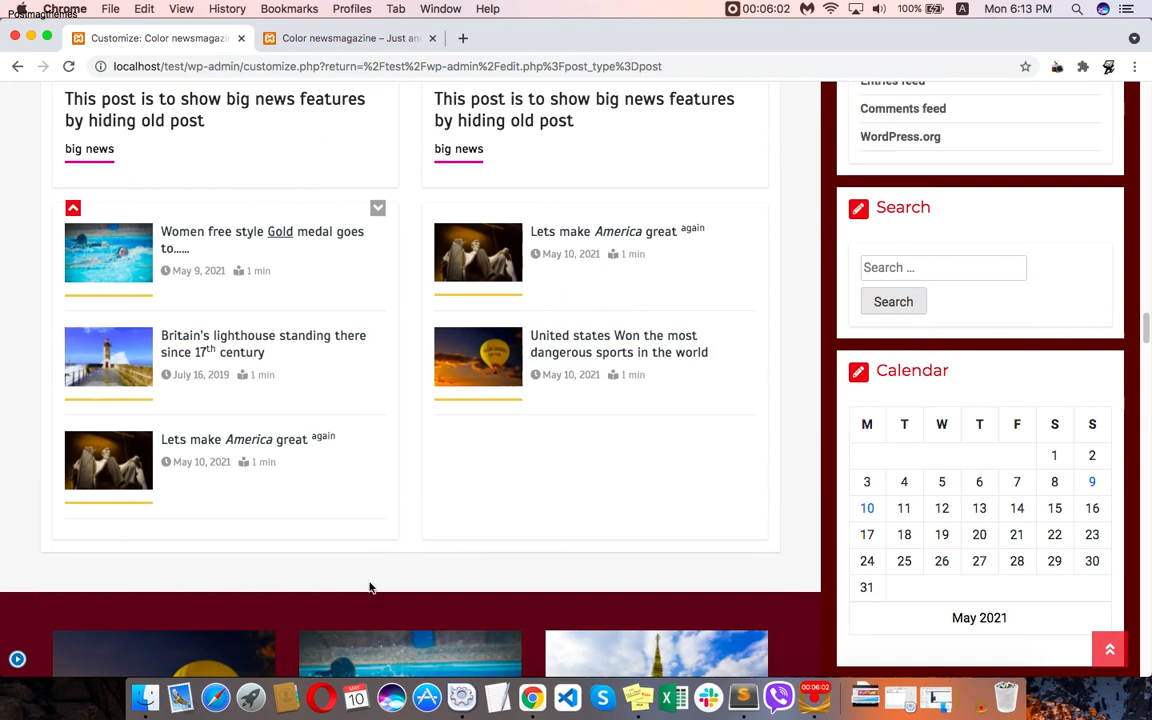 Postmagthemes
Chrome File Edit View History Bookmarks Profiles Tab Window Help 00:06:02 100% A Mon 6:13 PM
Customize: Color newsmagazin
Color newsmagazine – Just an
localhost/test/wp-admin/customize.php?return=%2Ftest%2Fwp-admin%2Fedit.php%3Fpost_type%3Dpost
This post is to show big news features
by hiding old post
big news
This post is to show big news features
by hiding old post
big news
Women free style Gold medal goes
to……
May 9, 2021 1 min
Britain's lighthouse standing there
since 17th century
July 16, 2019 1 min
Lets make America great again
May 10, 2021 1 min
Lets make America great again
May 10, 2021 1 min
United states Won the most
dangerous sports in the world
May 10, 2021 1 min
Entries feed
Comments feed
WordPress.org
Search
Search …
Search
Calendar
M T W T F S S
1 2
3 4 5 6 7 8 9
10 11 12 13 14 15 16
17 18 19 20 21 22 23
24 25 26 27 28 29 30
31
May 2021
MAY
10
00:06:02